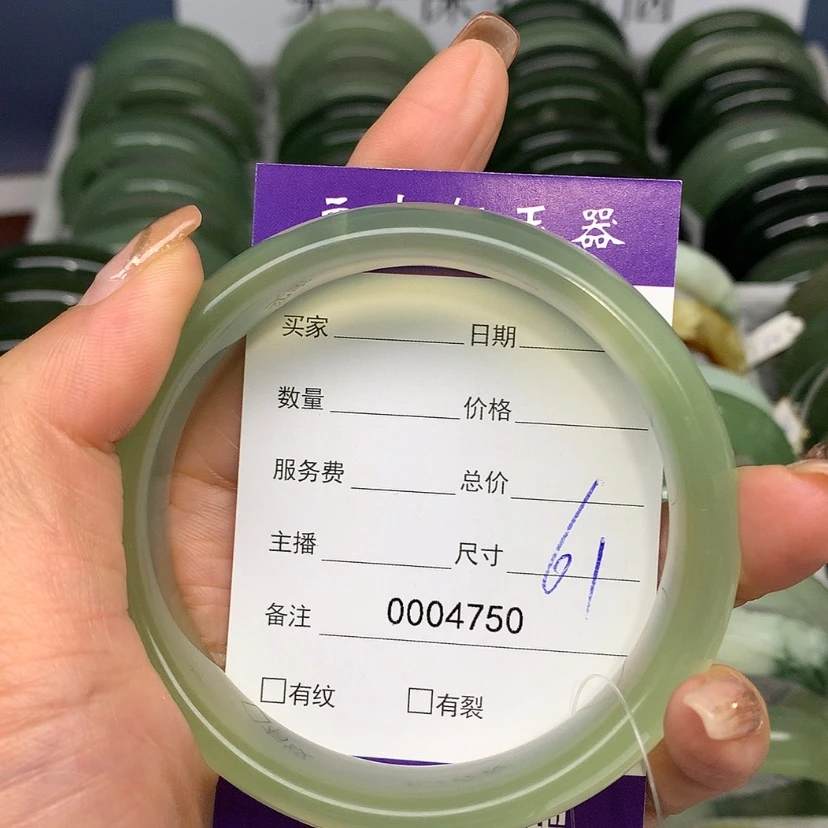 玉器
买家 日期
数量 价格
服务费 总价
主播 尺寸 61
备注 0004750
□有纹 □有裂